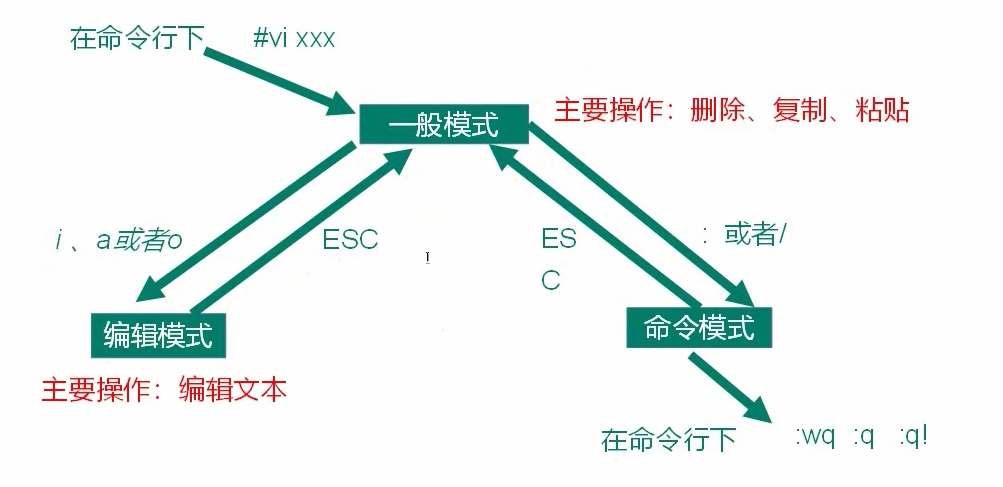 在命令行下 #vi xxx
一般模式
主要操作：删除、复制、粘贴
i 、a或者o
ESC
ES
C
: 或者/
编辑模式
命令模式
主要操作：编辑文本
在命令行下 :wq :q :q!